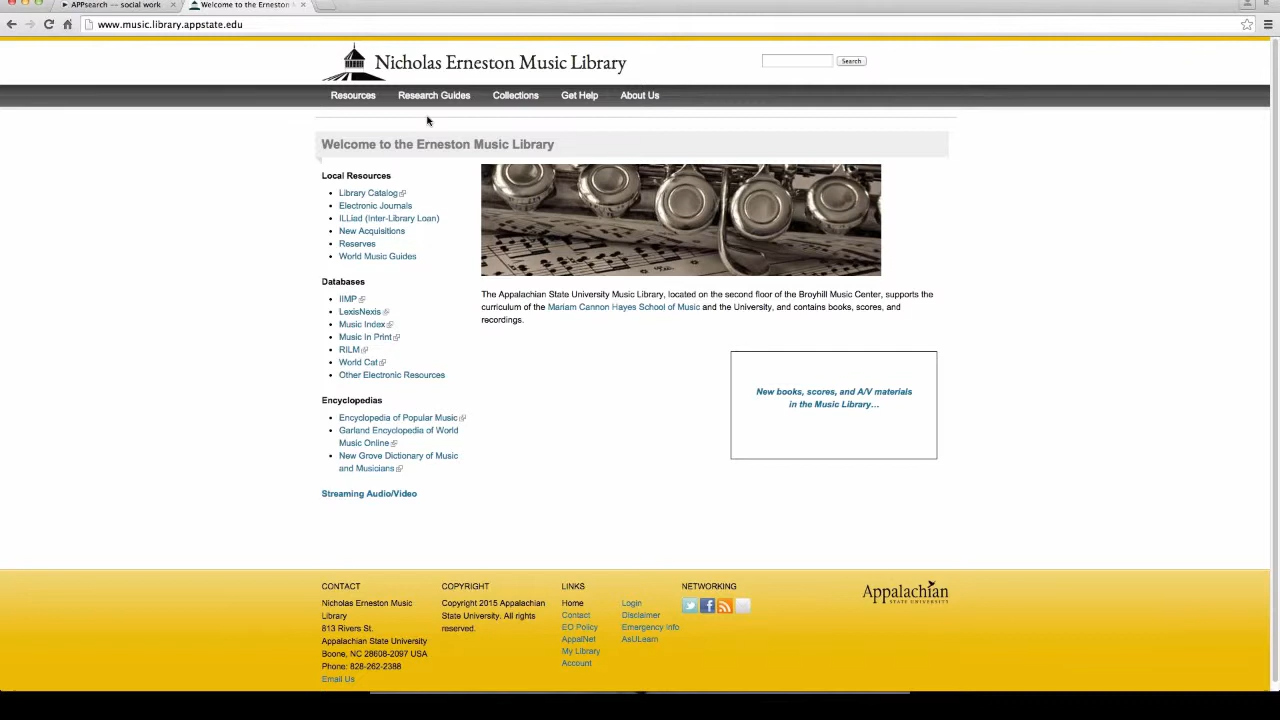 APPsearch -- social work
Welcome to the Erneston
www.music.library.appstate.edu
Nicholas Erneston Music Library
Search
Resources
Research Guides
Collections
Get Help
About Us
Welcome to the Erneston Music Library
Local Resources
Library Catalog
Electronic Journals
ILLiad (Inter-Library Loan)
New Acquisitions
Reserves
World Music Guides
Databases
IIMP
LexisNexis
Music Index
Music In Print
RILM
World Cat
Other Electronic Resources
Encyclopedias
Encyclopedia of Popular Music
Garland Encyclopedia of World
Music Online
New Grove Dictionary of Music
and Musicians
Streaming Audio/Video
The Appalachian State University Music Library, located on the second floor of the Broyhill Music Center, supports the
curriculum of the Mariam Cannon Hayes School of Music and the University, and contains books, scores, and
recordings.
New books, scores, and A/V materials
in the Music Library...
CONTACT
Nicholas Erneston Music
Library
813 Rivers St.
Appalachian State University
Boone, NC 28608-2097 USA
Phone: 828-262-2388
Email Us
COPYRIGHT
Copyright 2015 Appalachian
State University. All rights
reserved.
LINKS
Home
Contact
EO Policy
AppalNet
My Library
Account
Login
Disclaimer
Emergency Info
AsULearn
NETWORKING
Appalachian
STATE UNIVERSITY